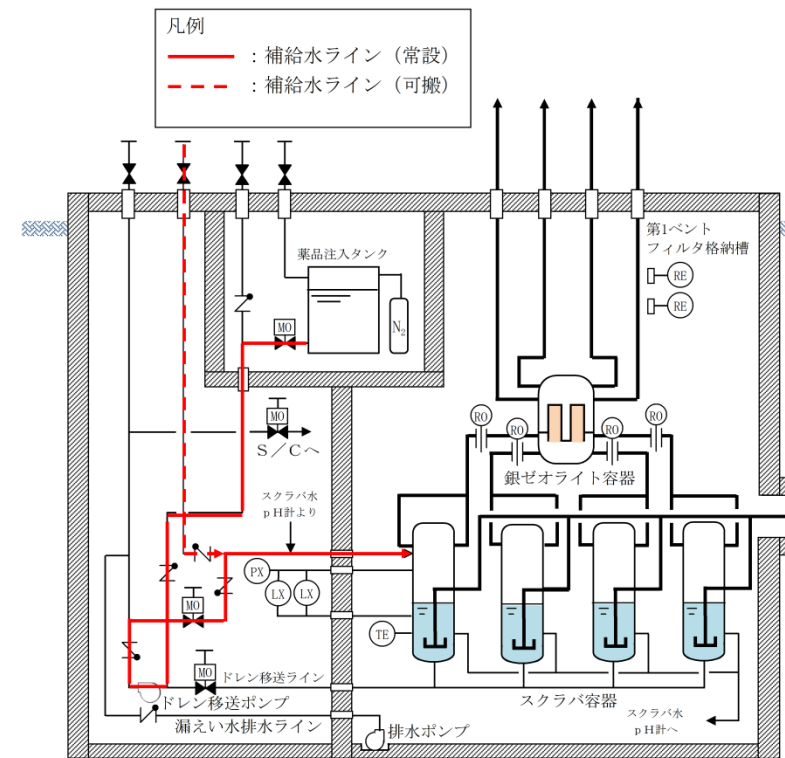 凡例
：補給水ライン（常設）
：補給水ライン（可搬）
第1ベント
フィルタ格納槽
RE
RE
薬品注入タンク
N₂
MO
MO
S／Cへ
RO
RO
RO
RO
銀ゼオライト容器
スクラバ水
pH計より
PX
LX
LX
MO
TE
MO
ドレン移送ライン
ドレン移送ポンプ
漏えい水排水ライン
排水ポンプ
スクラバ容器
スクラバ水
pH計へ